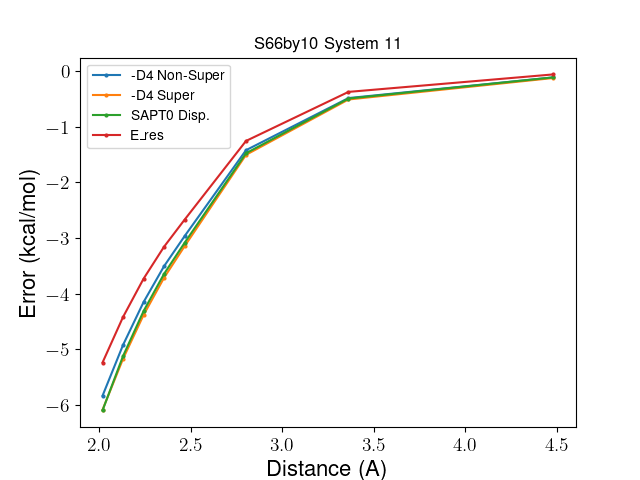 S66by10 System 11
-D4 Non-Super
-D4 Super
SAPT0 Disp.
E_res
Error (kcal/mol)
0
−1
−2
−3
−4
−5
−6
2.0 2.5 3.0 3.5 4.0 4.5
Distance (A)